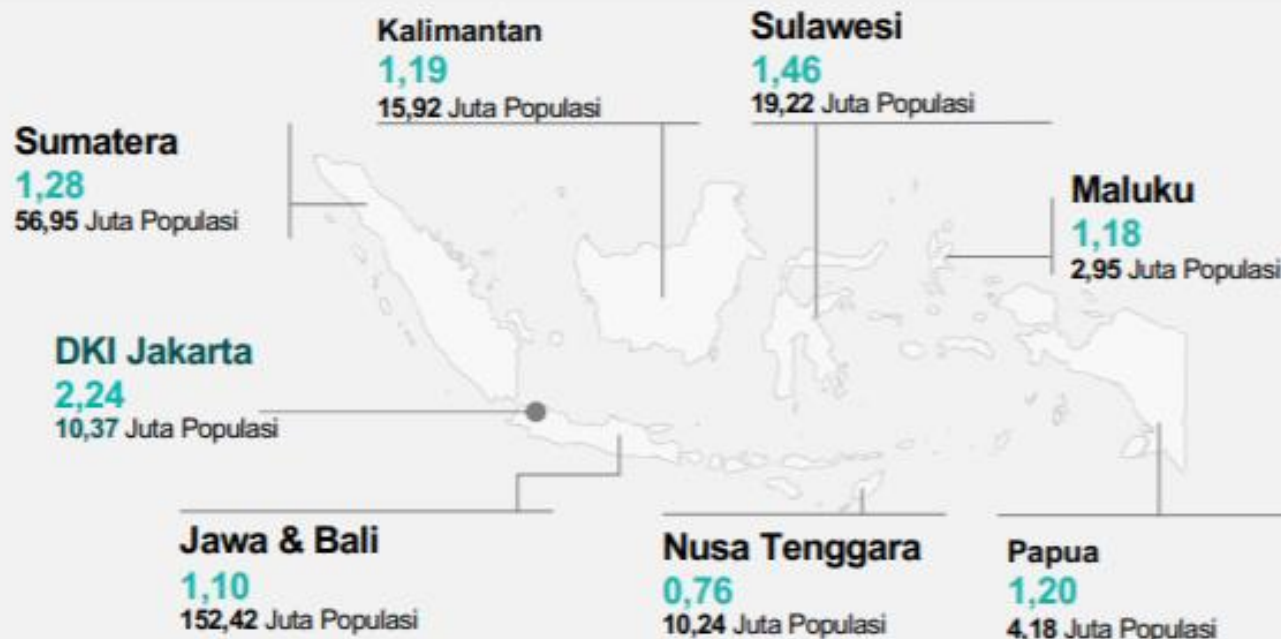 Kalimantan
1,19
15,92 Juta Populasi
Sulawesi
1,46
19,22 Juta Populasi
Sumatera
1,28
56,95 Juta Populasi
Maluku
1,18
2,95 Juta Populasi
DKI Jakarta
2,24
10,37 Juta Populasi
Jawa & Bali
1,10
152,42 Juta Populasi
Nusa Tenggara
0,76
10,24 Juta Populasi
Papua
1,20
4,18 Juta Populasi